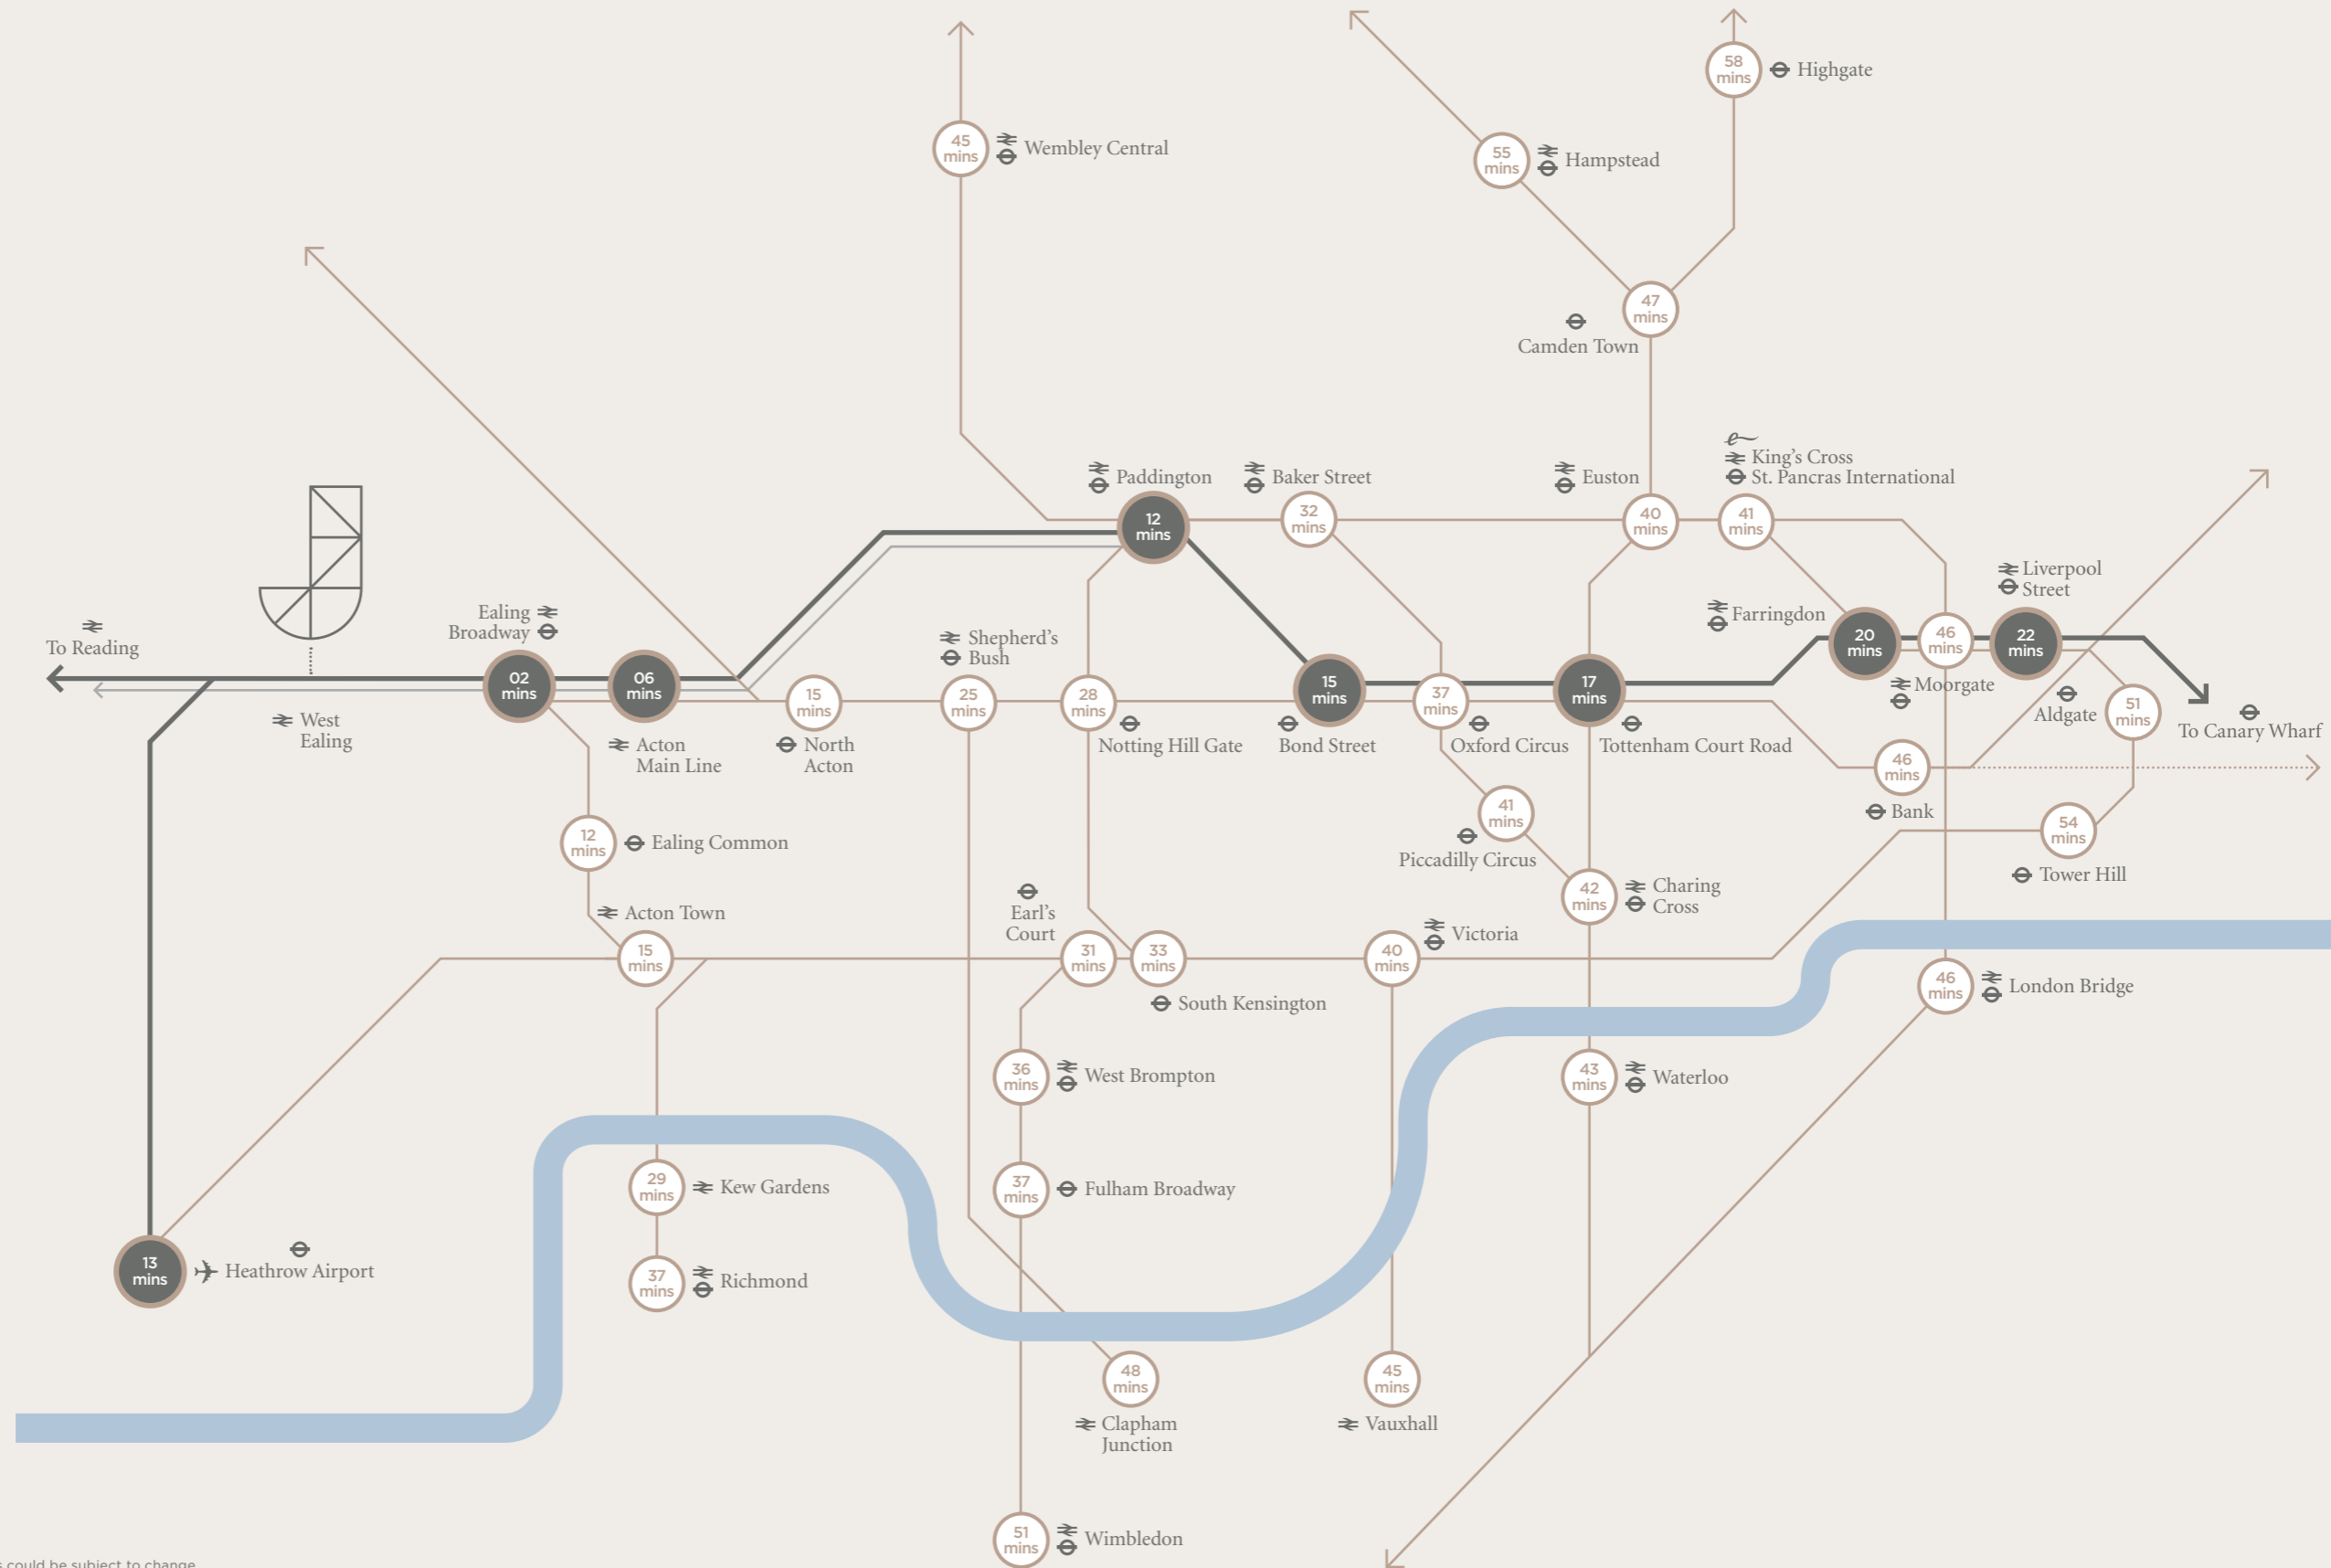 58
mins
Highgate
45
mins
Wembley Central
55
mins
Hampstead
47
mins
Camden Town
King's Cross
St. Pancras International
Paddington
Baker Street
Euston
12
mins
32
mins
40
mins
41
mins
Liverpool
Street
Ealing
Broadway
Farringdon
To Reading
Shepherd's
Bush
20
mins
46
mins
22
mins
02
mins
06
mins
15
mins
25
mins
28
mins
15
mins
37
mins
17
mins
Moorgate
Aldgate
51
mins
To Canary Wharf
West
Ealing
Acton
Main Line
North
Acton
Notting Hill Gate
Bond Street
Oxford Circus
Tottenham Court Road
46
mins
Bank
41
mins
Piccadilly Circus
12
mins
Ealing Common
54
mins
Tower Hill
Acton Town
Earl's
Court
42
mins
Charing
Cross
Victoria
15
mins
31
mins
33
mins
40
mins
South Kensington
46
mins
London Bridge
36
mins
West Brompton
43
mins
Waterloo
29
mins
Kew Gardens
37
mins
Fulham Broadway
13
mins
Heathrow Airport
37
mins
Richmond
48
mins
Clapham
Junction
45
mins
Vauxhall
51
mins
Wimbledon
could be subject to change